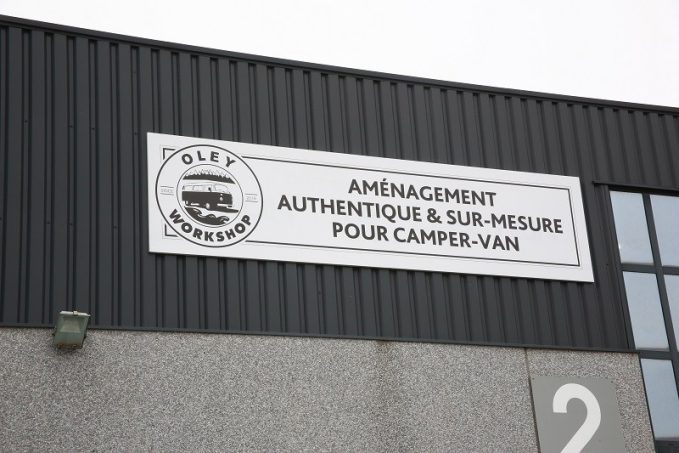 OLEY
WORKSHOP
AMÉNAGEMENT
AUTHENTIQUE & SUR-MESURE
POUR CAMPER-VAN
2